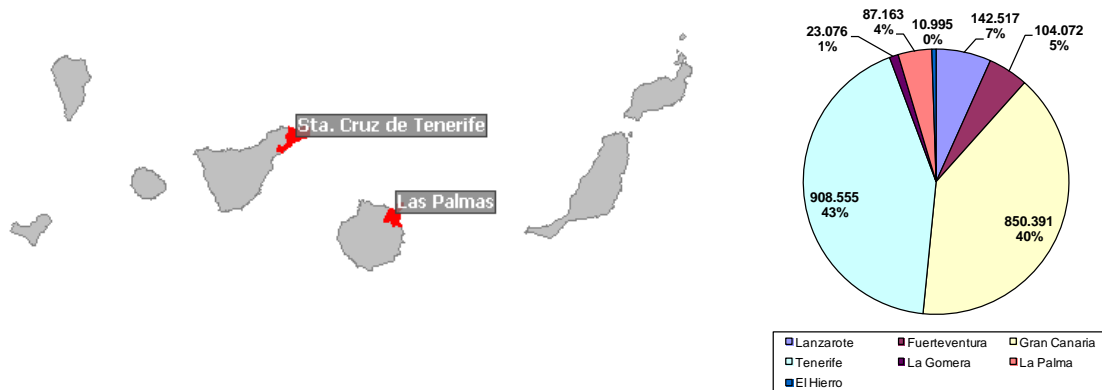 Sta. Cruz de Tenerife
Las Palmas
87.163
4%
10.995
0%
142.517
7%
23.076
1%
104.072
5%
908.555
43%
850.391
40%
Lanzarote
Fuerteventura
Gran Canaria
Tenerife
La Gomera
La Palma
El Hierro